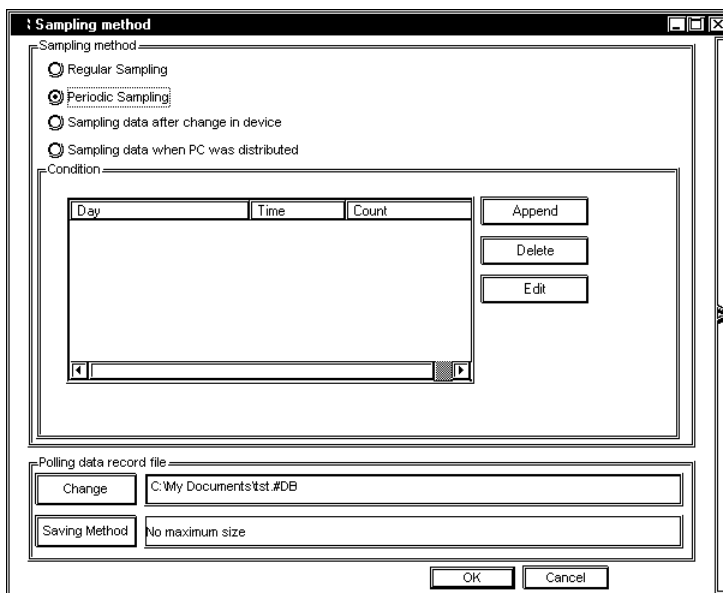 Sampling method
Sampling method
Regular Sampling
Periodic Sampling
Sampling data after change in device
Sampling data when PC was distributed
Condition
Day Time Count
Append
Delete
Edit
Polling data record file
Change C:\My Documents\tst.#DB
Saving Method No maximum size
OK Cancel